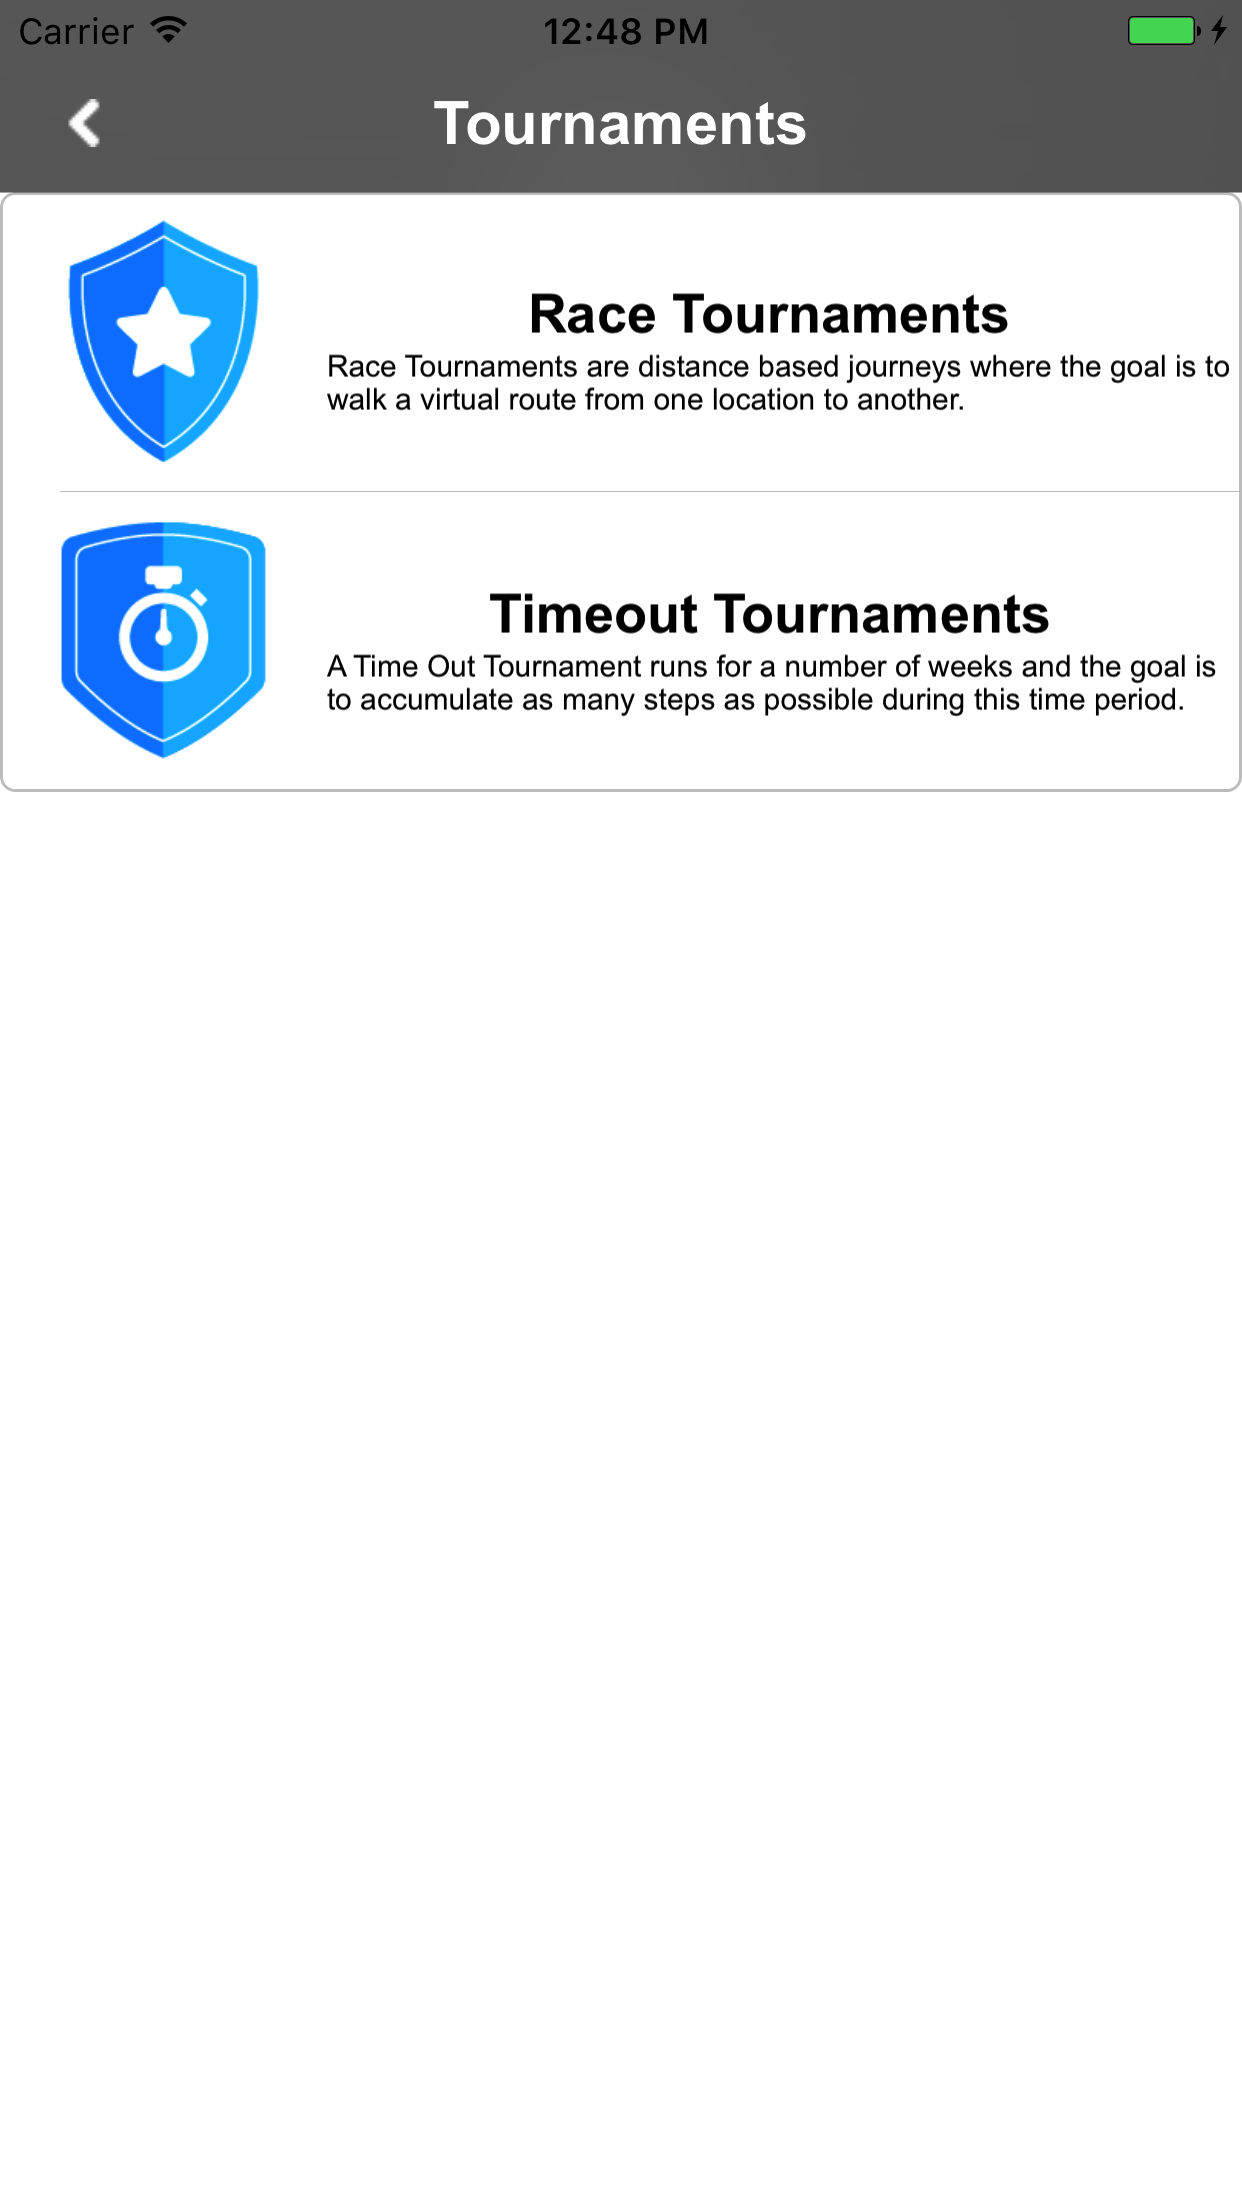 Carrier 12:48 PM
Tournaments
Race Tournaments
Race Tournaments are distance based journeys where the goal is to
walk a virtual route from one location to another.
Timeout Tournaments
A Time Out Tournament runs for a number of weeks and the goal is
to accumulate as many steps as possible during this time period.